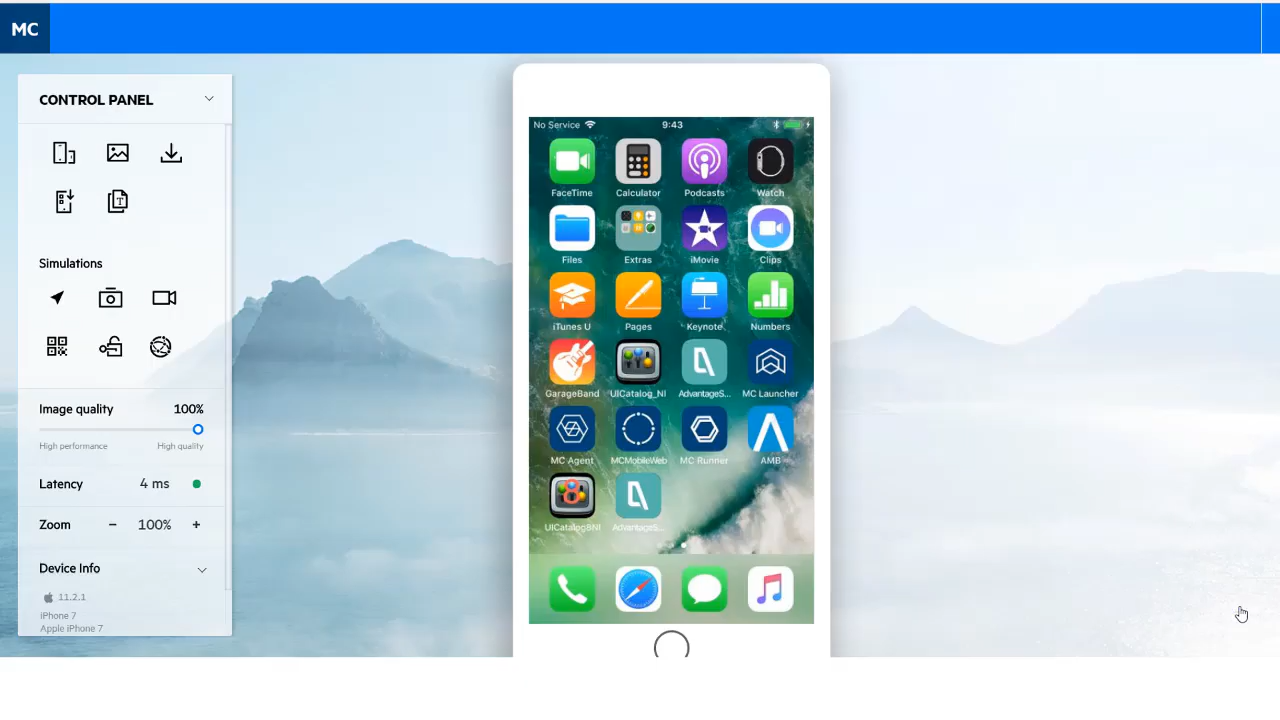 MC
CONTROL PANEL
Simulations
Image quality 100%
High performance High quality
Latency 4 ms
Zoom - 100% +
Device Info
11.2.1
iPhone 7
Apple iPhone 7
No Service 9:43
FaceTime Calculator Podcasts Watch
Files Extras iMovie Clips
iTunes U Pages Keynote Numbers
GarageBand UICatalog_NI AdvantageS... MC Launcher
MC Agent MCMobileWeb MC Runner AMB
UICatalog8NI AdvantageS...